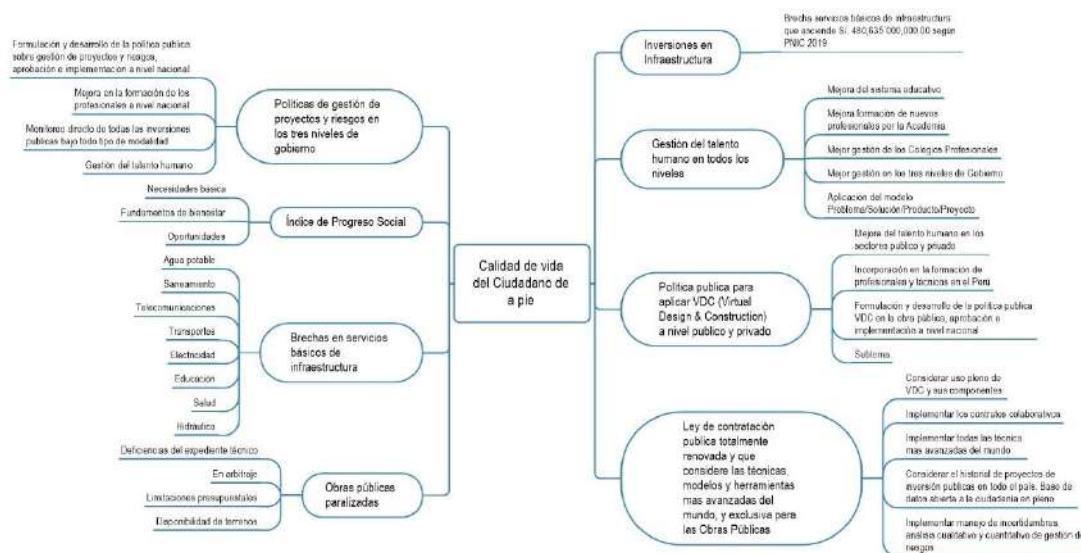 Formulación y desarrollo de la política publica
sobre gestión de proyectos y riesgos,
aprobación e implementación a nivel nacional
Mejora en la formación de los
profesionales a nivel nacional
Monitoreo directo de todas las inversiones
publicas bajo todo tipo de modalidad
Gestión del talento humano
Políticas de gestión de
proyectos y riesgos en
los tres niveles de
gobierno
Necesidades básica
Fundamentos de bienestar
Oportunidades
Índice de Progreso Social
Agua potable
Saneamiento
Telecomunicaciones
Transportes
Electricidad
Educación
Salud
Hidráulico
Brechas en servicios
básicos de
infraestructura
Deficiencias del expediente técnico
En arbitraje
Limitaciones presupuestales
Disponibilidad de terrenos
Obras públicas
paralizadas
Calidad de vida
del Ciudadano de
a pie
Inversiones en
Infraestructura
Brecha servicios básicos de infraestructura
que asciende S/. 480,635'000,000.00 según
PNIC 2019
Gestión del talento
humano en todos los
niveles
Mejora del sistema educativo
Mejora formación de nuevos
profesionales por la Academia
Mejor gestión de los Colegios Profesionales
Mejor gestión en los tres niveles de Gobierno
Aplicación del modelo
Problema/Solución/Producto/Proyecto
Política publica para
aplicar VDC (Virtual
Design & Construction)
a nivel publico y privado
Mejora del talento humano en los
sectores publico y privado
Incorporación en la formación de
profesionales y técnicos en el Perú
Formulación y desarrollo de la política publica
VDC en la obra pública, aprobación e
implementación a nivel nacional
Subtema
Ley de contratación
publica totalmente
renovada y que
considere las técnicas,
modelos y herramientas
mas avanzadas del
mundo, y exclusiva para
las Obras Públicas
Considerar uso pleno de
VDC y sus componentes
Implementar los contratos colaborativos
Implementar todas las técnica
mas avanzadas del mundo
Considerar el historial de proyectos de
inversión publicas en todo el país. Base de
datos abierta a la ciudadanía en pleno
Implementar manejo de incertidumbres,
análisis cualitativo y cuantitativo de gestión de
riesgos